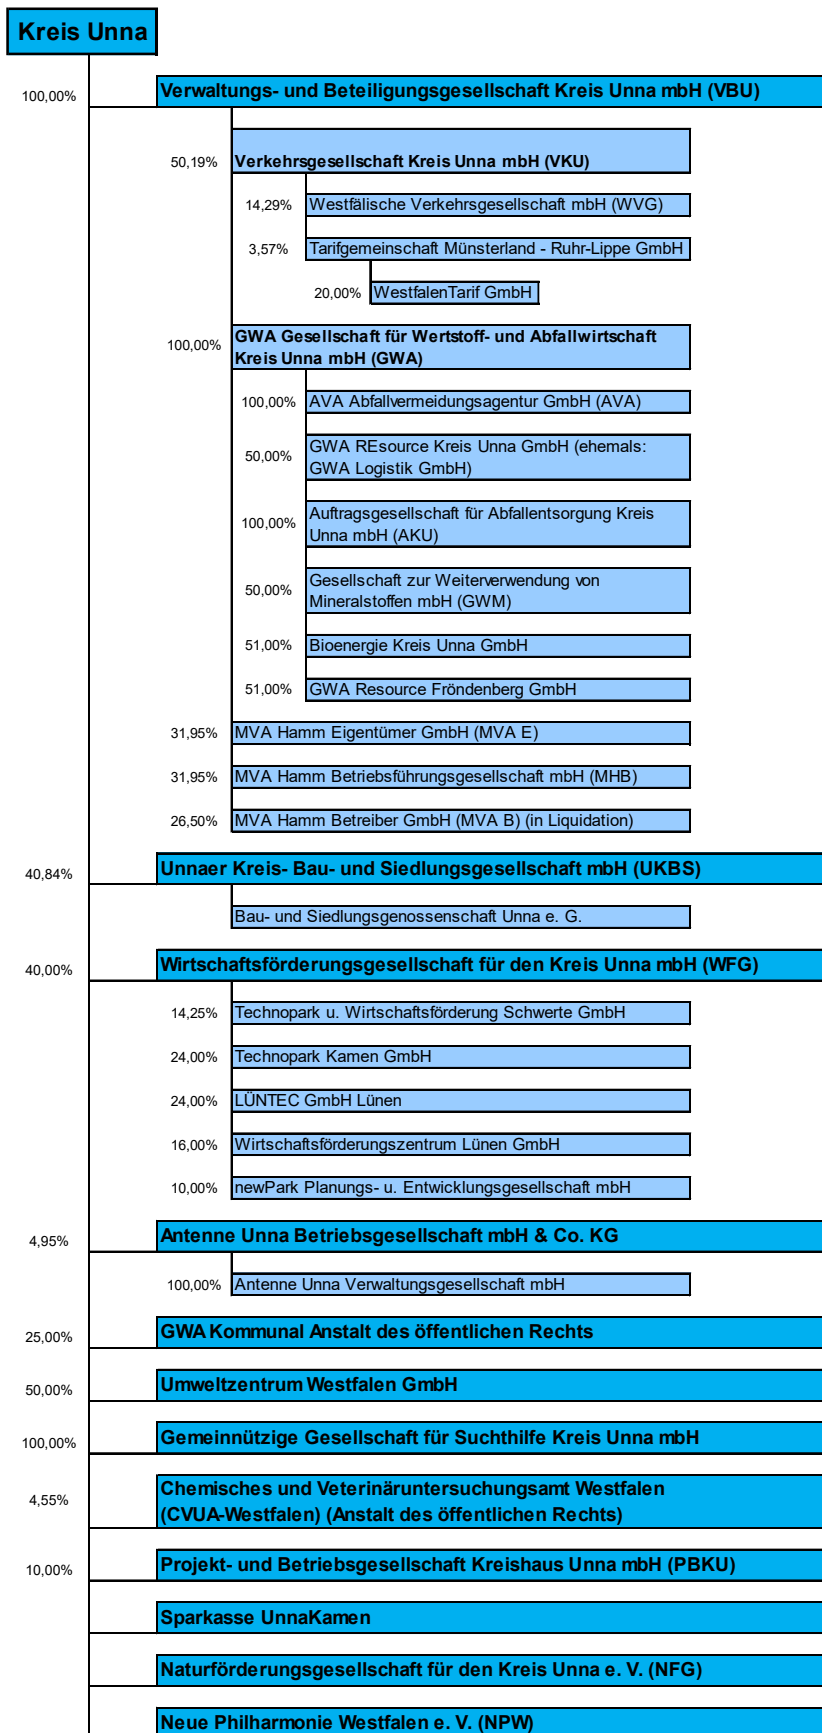 Kreis Unna
100,00%
Verwaltungs- und Beteiligungsgesellschaft Kreis Unna mbH (VBU)
50,19%
Verkehrsgesellschaft Kreis Unna mbH (VKU)
14,29%
Westfälische Verkehrsgesellschaft mbH (WVG)
3,57%
Tarifgemeinschaft Münsterland - Ruhr-Lippe GmbH
20,00%
WestfalenTarif GmbH
100,00%
GWA Gesellschaft für Wertstoff- und Abfallwirtschaft
Kreis Unna mbH (GWA)
100,00%
AVA Abfallvermeidungsagentur GmbH (AVA)
50,00%
GWA REsource Kreis Unna GmbH (ehemals:
GWA Logistik GmbH)
100,00%
Auftragsgesellschaft für Abfallentsorgung Kreis
Unna mbH (AKU)
50,00%
Gesellschaft zur Weiterverwendung von
Mineralstoffen mbH (GWM)
51,00%
Bioenergie Kreis Unna GmbH
51,00%
GWA Resource Fröndenberg GmbH
31,95%
MVA Hamm Eigentümer GmbH (MVA E)
31,95%
MVA Hamm Betriebsführungsgesellschaft mbH (MHB)
26,50%
MVA Hamm Betreiber GmbH (MVA B) (in Liquidation)
40,84%
Unnaer Kreis- Bau- und Siedlungsgesellschaft mbH (UKBS)
Bau- und Siedlungsgenossenschaft Unna e. G.
40,00%
Wirtschaftsförderungsgesellschaft für den Kreis Unna mbH (WFG)
14,25%
Technopark u. Wirtschaftsförderung Schwerte GmbH
24,00%
Technopark Kamen GmbH
24,00%
LÜNTEC GmbH Lünen
16,00%
Wirtschaftsförderungszentrum Lünen GmbH
10,00%
newPark Planungs- u. Entwicklungsgesellschaft mbH
4,95%
Antenne Unna Betriebsgesellschaft mbH & Co. KG
100,00%
Antenne Unna Verwaltungsgesellschaft mbH
25,00%
GWA Kommunal Anstalt des öffentlichen Rechts
50,00%
Umweltzentrum Westfalen GmbH
100,00%
Gemeinnützige Gesellschaft für Suchthilfe Kreis Unna mbH
4,55%
Chemisches und Veterinäruntersuchungsamt Westfalen
(CVUA-Westfalen) (Anstalt des öffentlichen Rechts)
10,00%
Projekt- und Betriebsgesellschaft Kreishaus Unna mbH (PBKU)
Sparkasse UnnaKamen
Naturförderungsgesellschaft für den Kreis Unna e. V. (NFG)
Neue Philharmonie Westfalen e. V. (NPW)